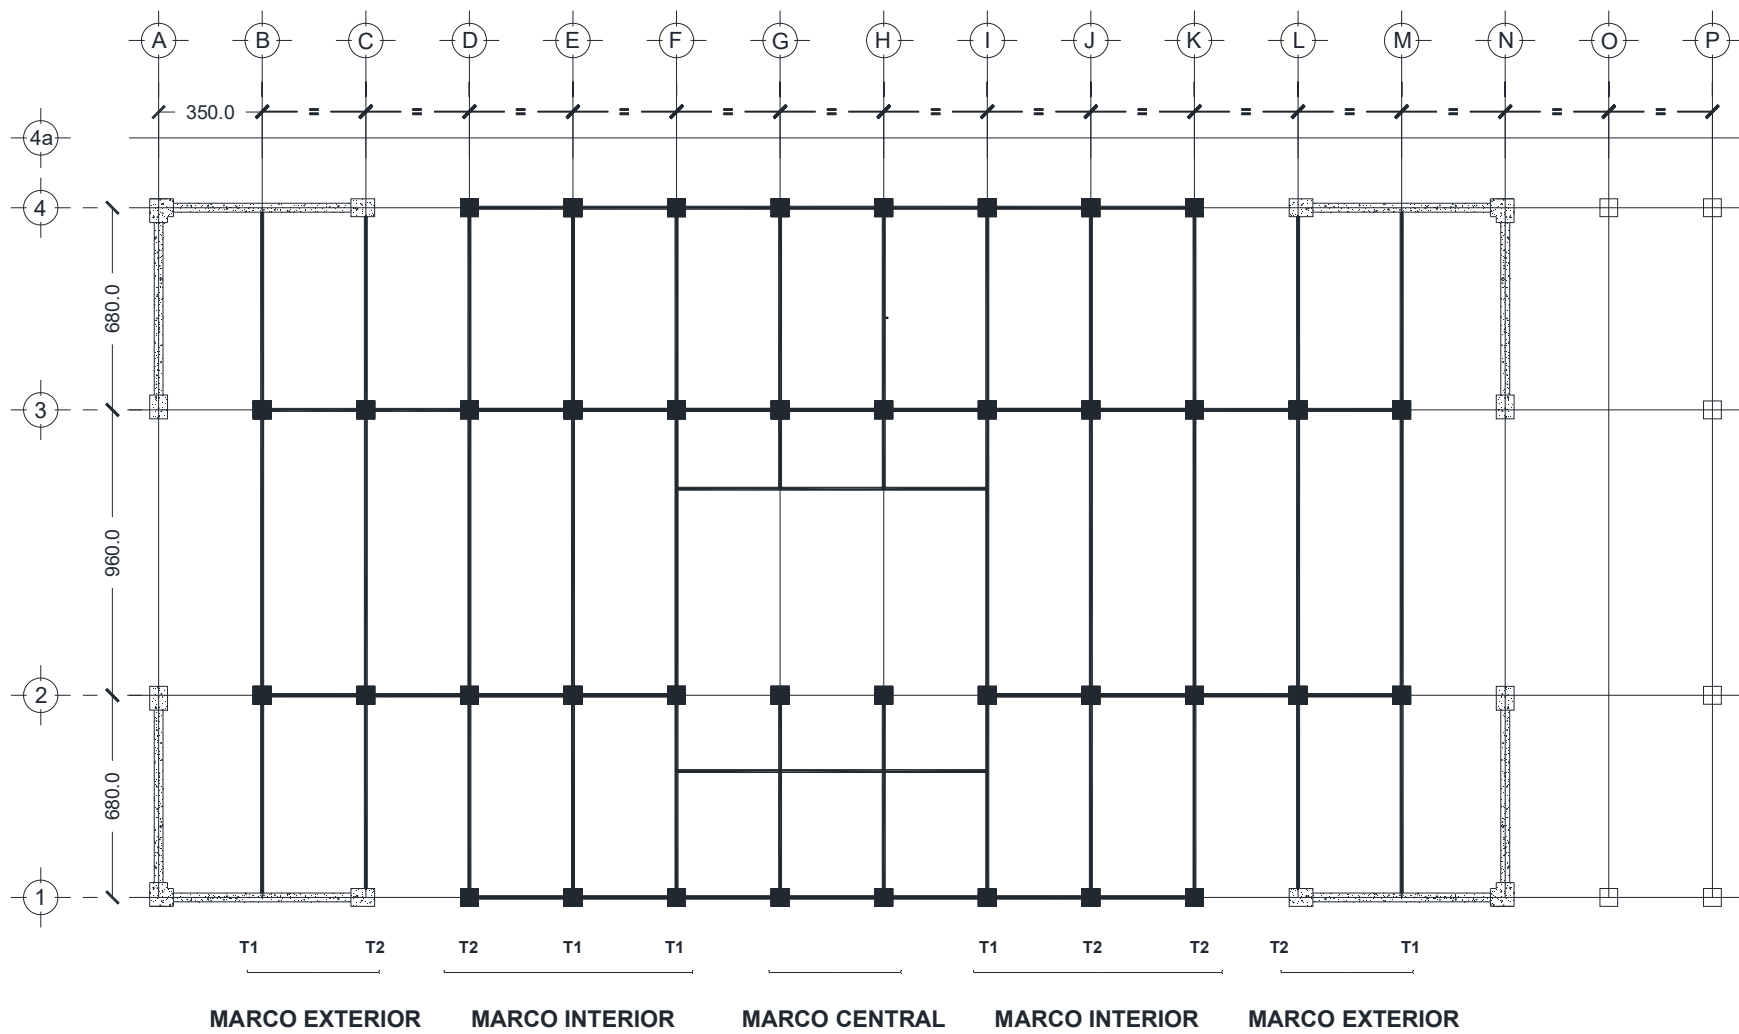 A B C D E F G H I J K L M N O P
350.0 = = = = = = = = = = = = = =
4a
4
680.0
3
960.0
2
680.0
1
T1 T2 T2 T1 T1 T1 T2 T2 T2 T1
MARCO EXTERIOR MARCO INTERIOR MARCO CENTRAL MARCO INTERIOR MARCO EXTERIOR